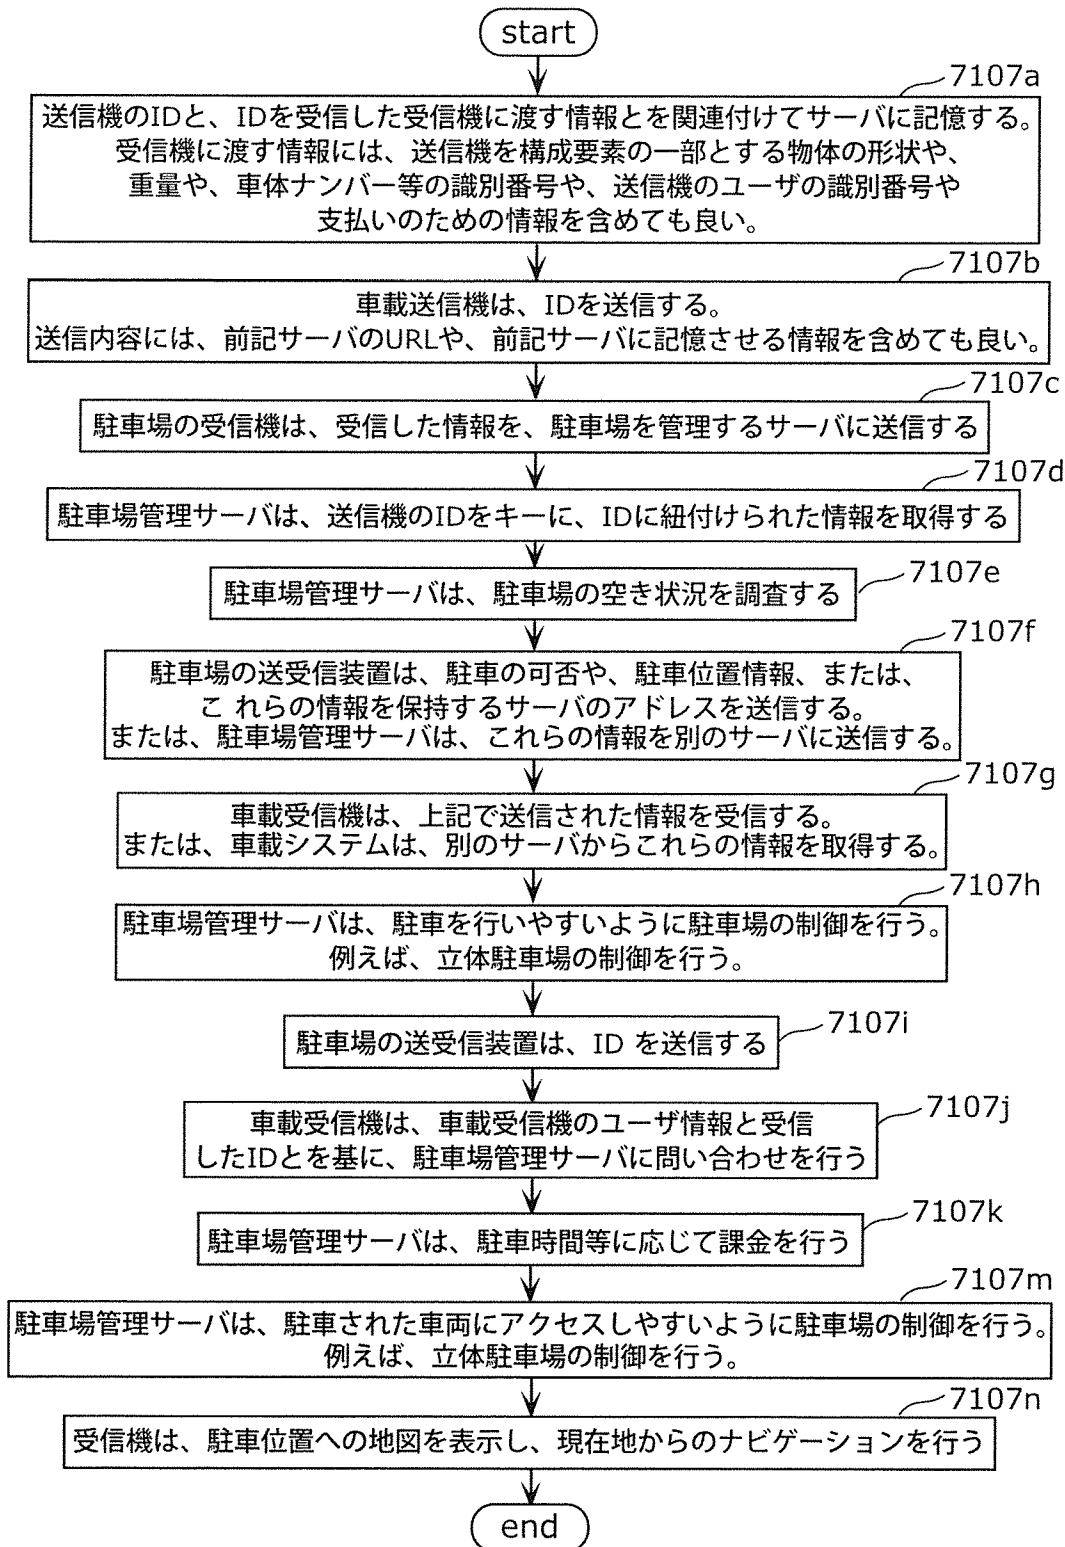 start
7107a
送信機のIDと、IDを受信した受信機に渡す情報とを関連付けてサーバに記憶する。
受信機に渡す情報には、送信機を構成要素の一部とする物体の形状や、
重量や、車体ナンバー等の識別番号や、送信機のユーザの識別番号や
支払いのための情報を含めても良い。
7107b
車載送信機は、IDを送信する。
送信内容には、前記サーバのURLや、前記サーバに記憶させる情報を含めても良い。
7107c
駐車場の受信機は、受信した情報を、駐車場を管理するサーバに送信する
7107d
駐車場管理サーバは、送信機のIDをキーに、IDに紐付けられた情報を取得する
7107e
駐車場管理サーバは、駐車場の空き状況を調査する
7107f
駐車場の送受信装置は、駐車の可否や、駐車位置情報、または、
こ れらの情報を保持するサーバのアドレスを送信する。
または、駐車場管理サーバは、これらの情報を別のサーバに送信する。
7107g
車載受信機は、上記で送信された情報を受信する。
または、車載システムは、別のサーバからこれらの情報を取得する。
7107h
駐車場管理サーバは、駐車を行いやすいように駐車場の制御を行う。
例えば、立体駐車場の制御を行う。
7107i
駐車場の送受信装置は、ID を送信する
7107j
車載受信機は、車載受信機のユーザ情報と受信
したIDとを基に、駐車場管理サーバに問い合わせを行う
7107k
駐車場管理サーバは、駐車時間等に応じて課金を行う
7107m
駐車場管理サーバは、駐車された車両にアクセスしやすいように駐車場の制御を行う。
例えば、立体駐車場の制御を行う。
7107n
受信機は、駐車位置への地図を表示し、現在地からのナビゲーションを行う
end